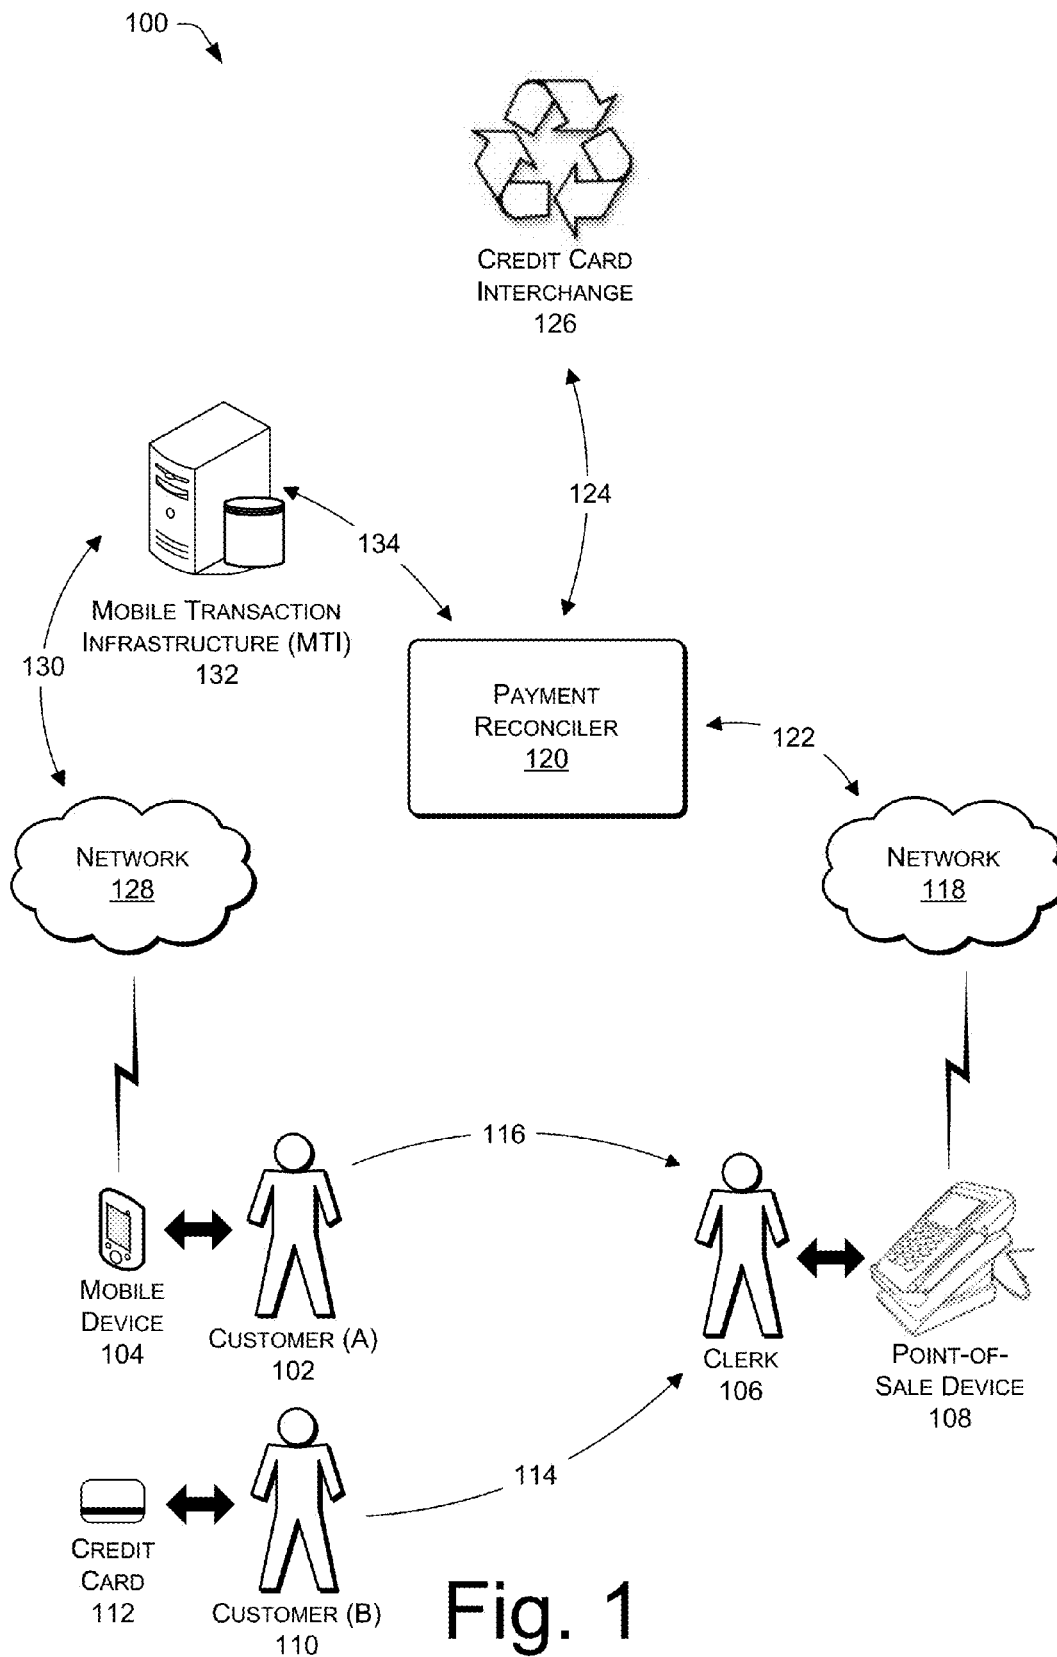 100
CREDIT CARD
INTERCHANGE
126
124
134
MOBILE TRANSACTION
INFRASTRUCTURE (MTI)
132
130
PAYMENT
RECONCILER
120
122
NETWORK
128
NETWORK
118
116
MOBILE
DEVICE
104
CUSTOMER (A)
102
CLERK
106
POINT-OF-
SALE DEVICE
108
114
CREDIT
CARD
112
CUSTOMER (B)
110
Fig. 1